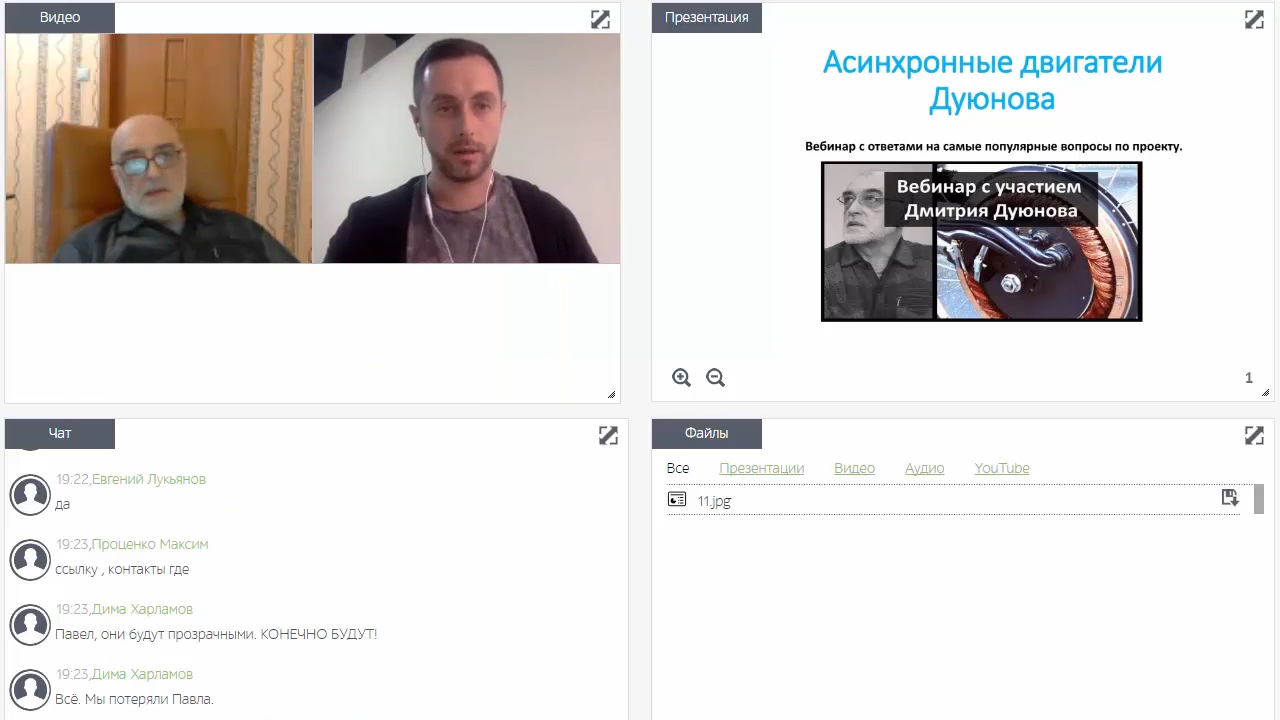 Видео
Презентация
Асинхронные двигатели
Дуюнова
Вебинар с ответами на самые популярные вопросы по проекту.
Вебинар с участием
Дмитрия Дуюнова
1
Чат
19:22,Евгений Лукьянов
да
19:23,Проценко Максим
ссылку , контакты где
19:23,Дима Харламов
Павел, они будут прозрачными. КОНЕЧНО БУДУТ!
19:23,Дима Харламов
Всё. Мы потеряли Павла.
Файлы
Все Презентации Видео Аудио YouTube
11.jpg